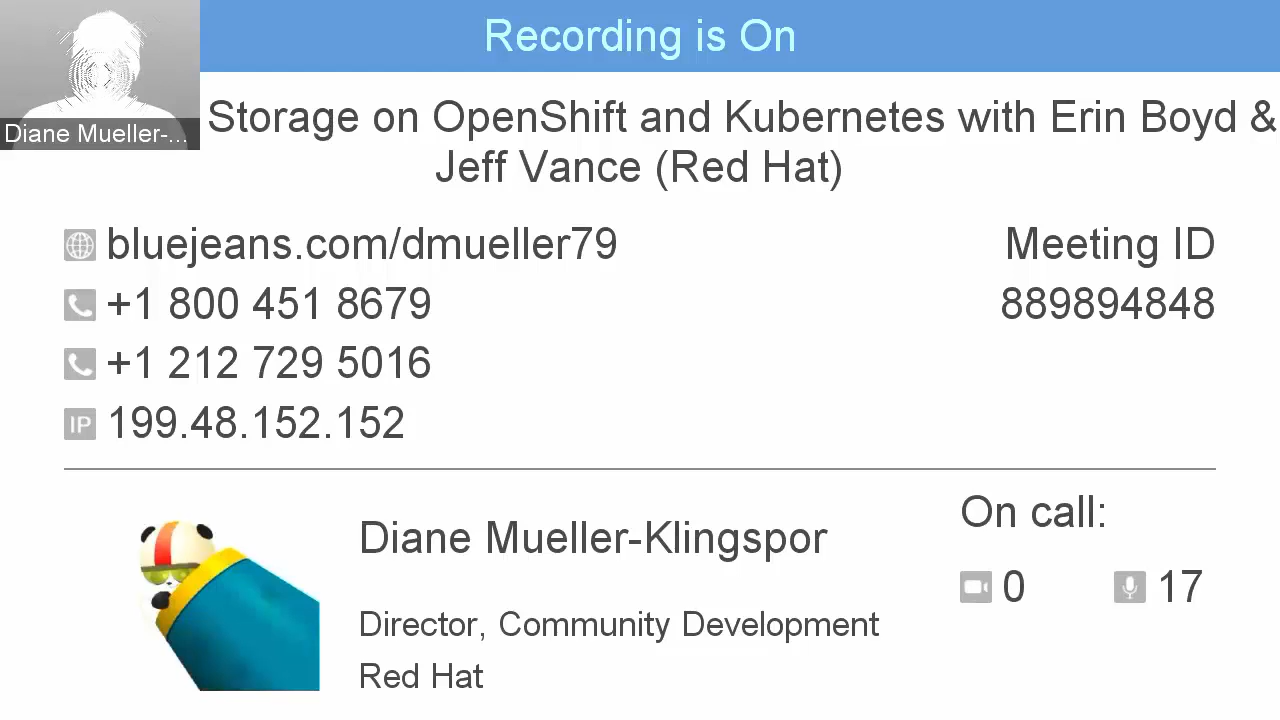 Recording is On
Diane Mueller-...
Storage on OpenShift and Kubernetes with Erin Boyd &
Jeff Vance (Red Hat)
bluejeans.com/dmueller79
Meeting ID
+1 800 451 8679
889894848
+1 212 729 5016
IP 199.48.152.152
Diane Mueller-Klingspor
On call:
0 17
Director, Community Development
Red Hat